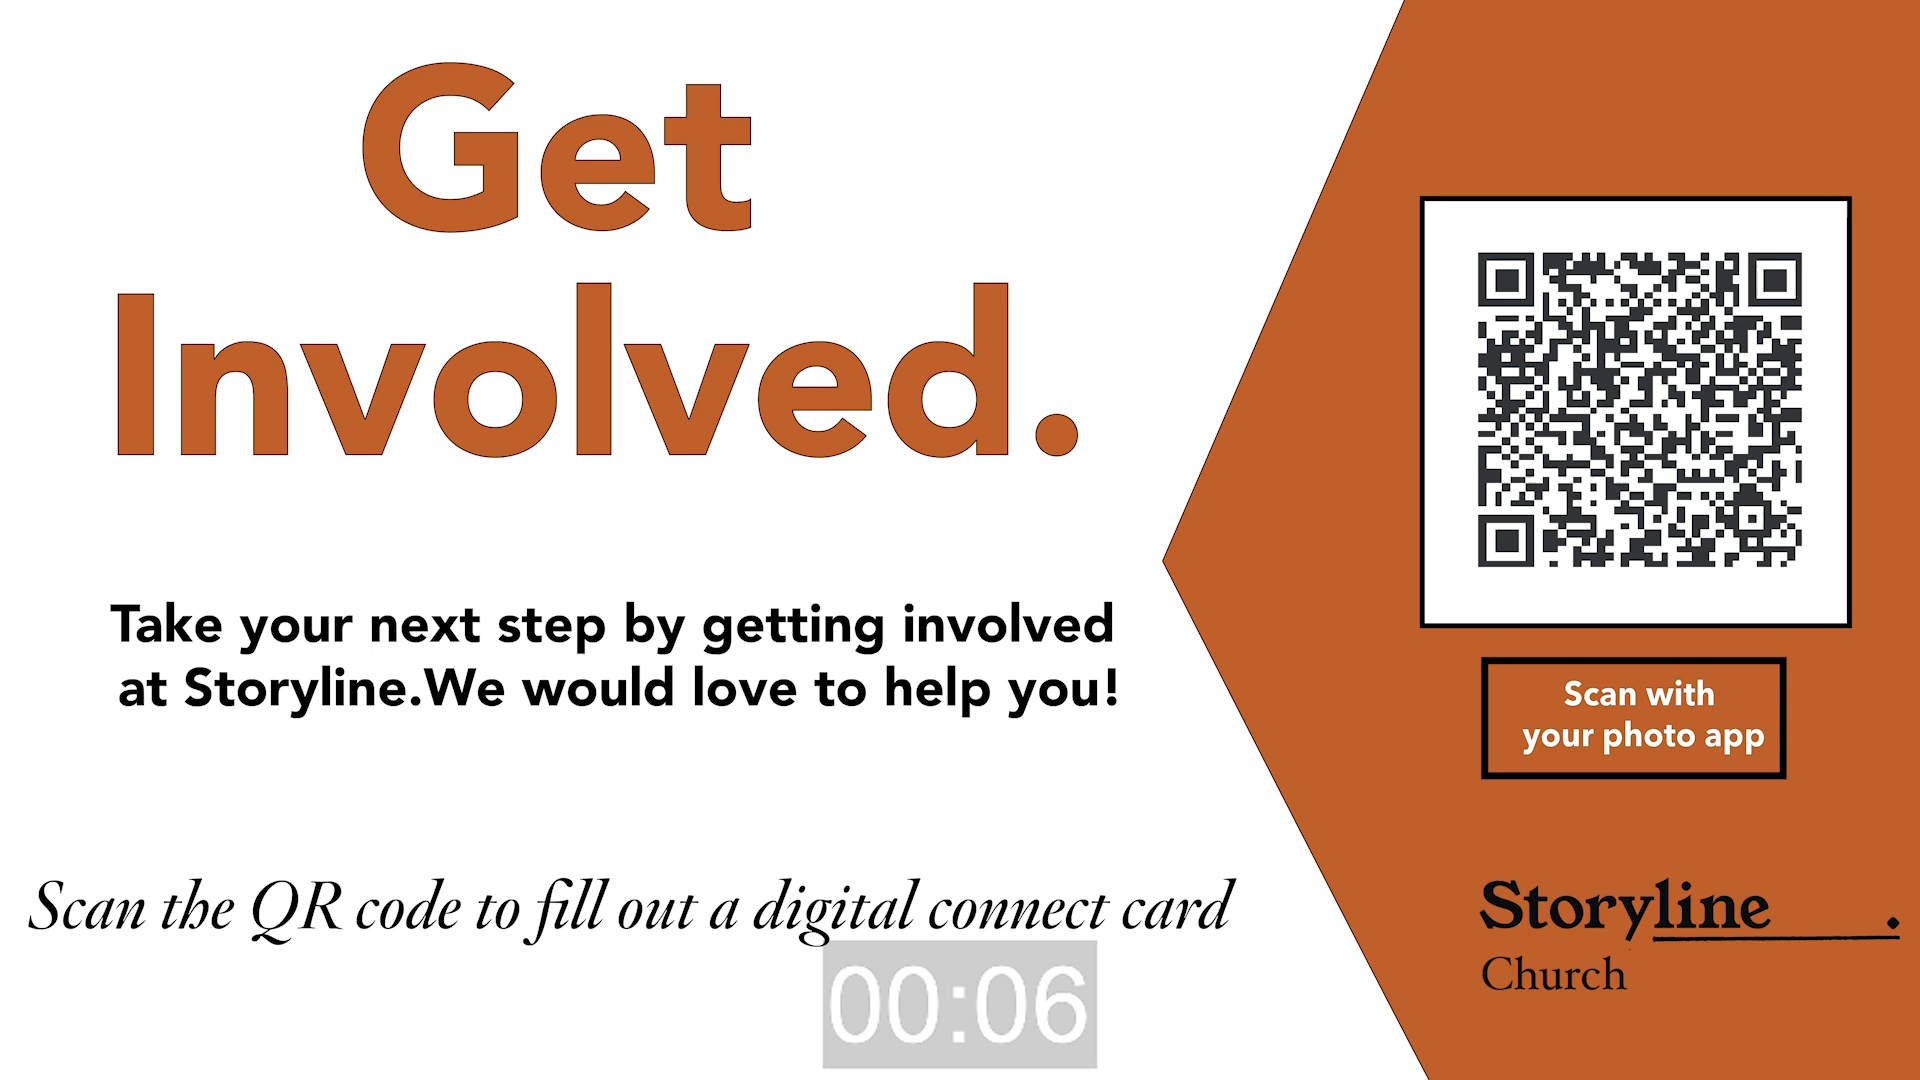 Get
Involved.
Take your next step by getting involved
at Storyline.We would love to help you!
Scan the QR code to fill out a digital connect card
00:06
Scan with
your photo app
Storyline .
Church